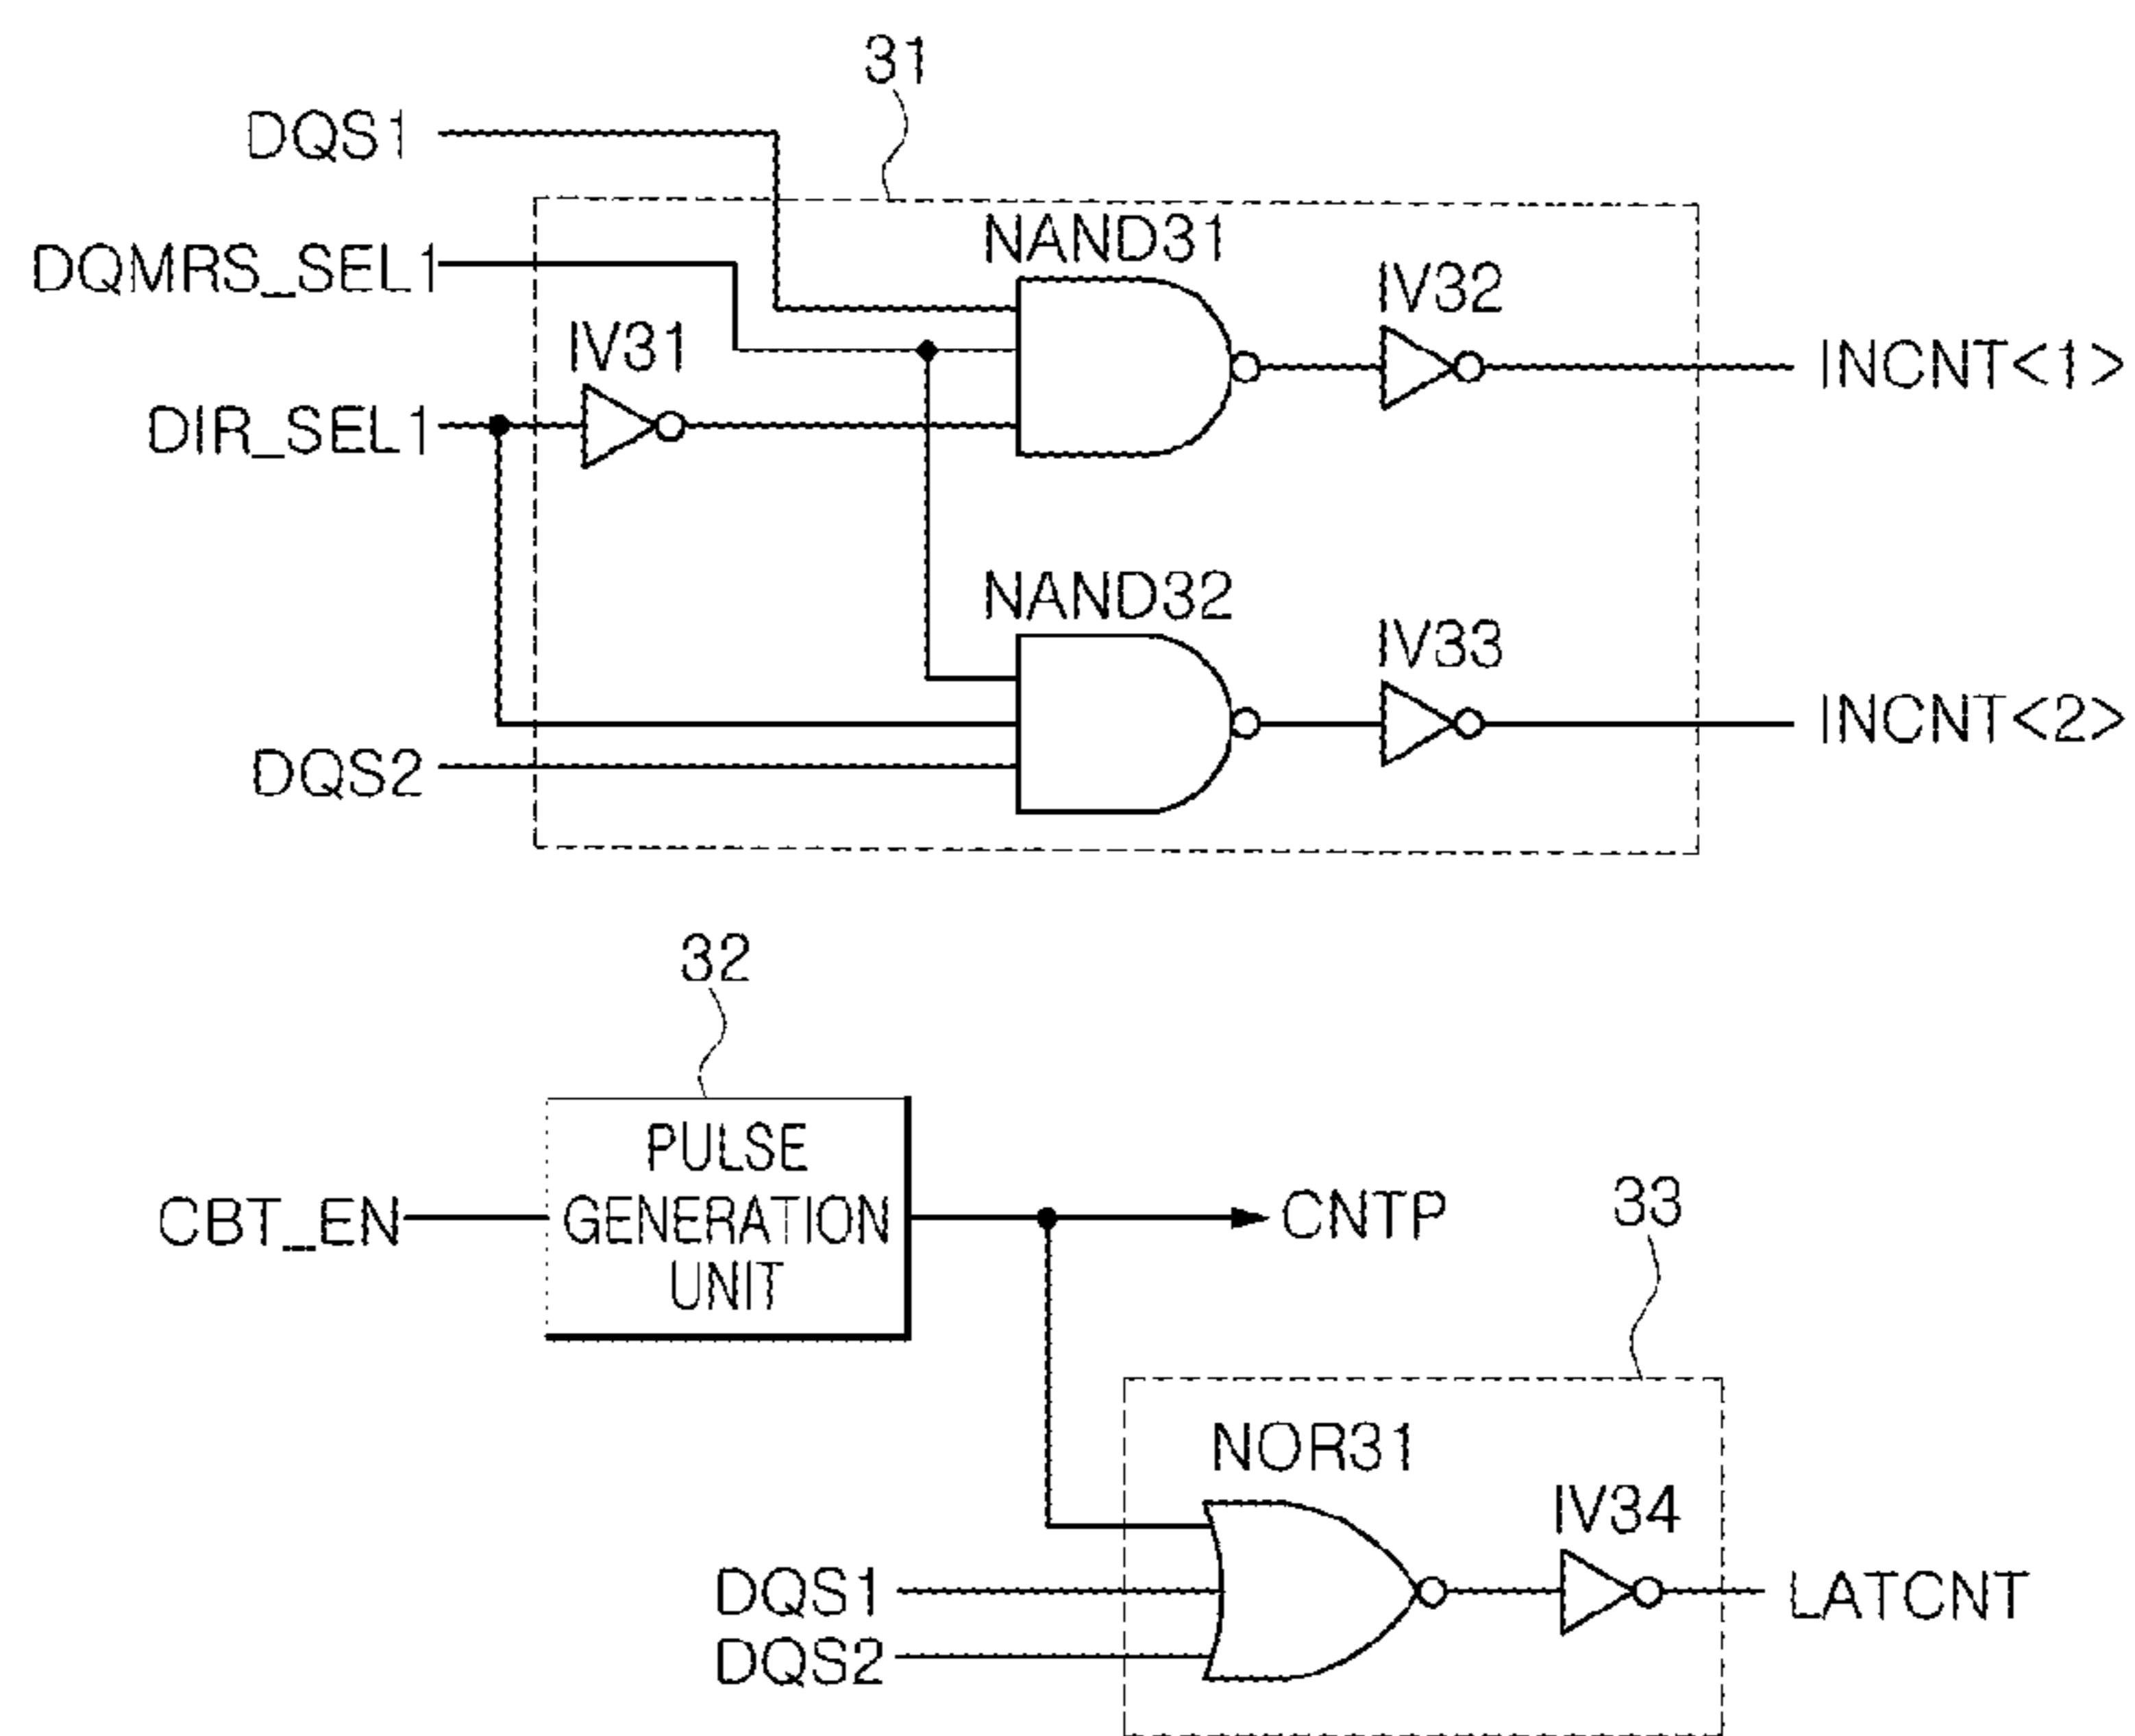 31
DQS1
DQMRS_SEL1
NAND31
IV32
IV31
INCNT<1>
DIR_SEL1
NAND32
IV33
INCNT<2>
DQS2
32
PULSE
GENERATION
UNIT
CBT_EN
CNTP
33
NOR31
IV34
DQS1
LATCNT
DQS2